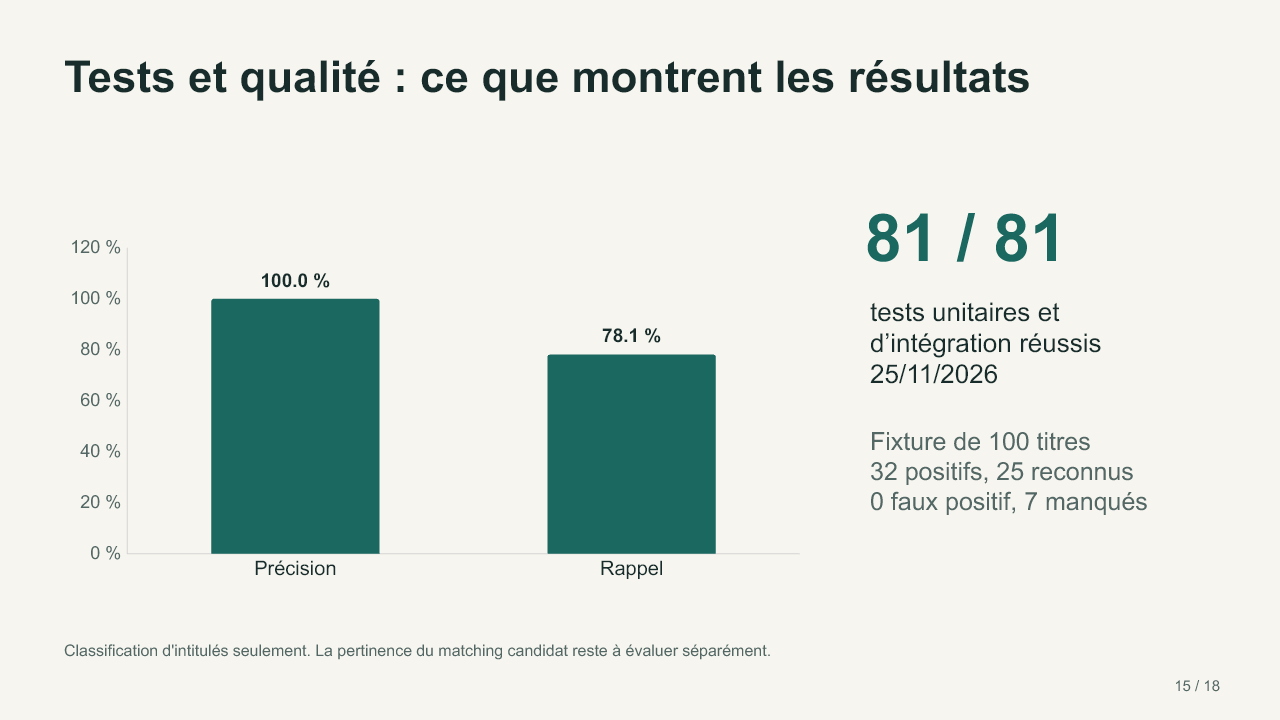 Tests et qualité : ce que montrent les résultats
120 %
100 %
80 %
60 %
40 %
20 %
0 %
100.0 %
78.1 %
Précision
Rappel
81 / 81
tests unitaires et
d’intégration réussis
25/11/2026
Fixture de 100 titres
32 positifs, 25 reconnus
0 faux positif, 7 manqués
Classification d'intitulés seulement. La pertinence du matching candidat reste à évaluer séparément.
15 / 18